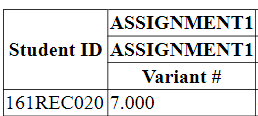 ASSIGNMENT1
Student ID ASSIGNMENT1
Variant #
161REC020 7.000